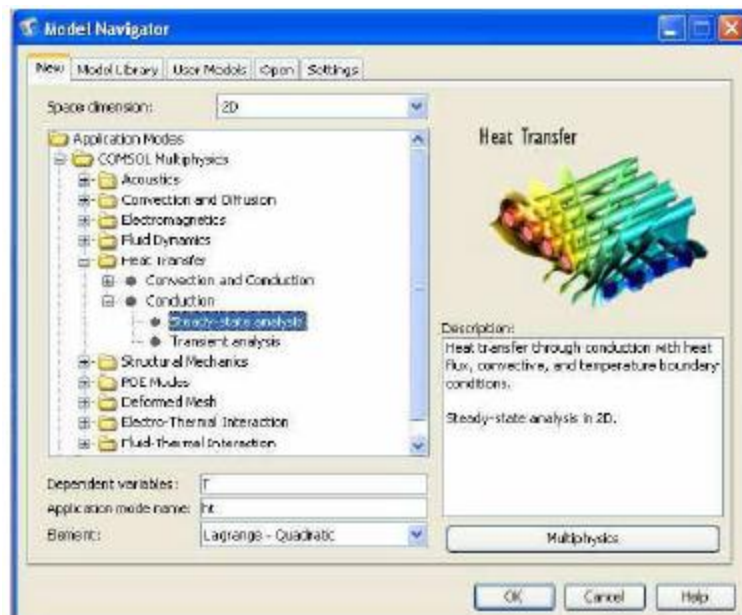 Model Navigator
New Model Library User Models Open Settings
Space dimension: 2D
Application Modes
COMSOL Multiphysics
Acoustics
Convection and Diffusion
Electromagnetics
Fluid Dynamics
Heat Transfer
Convection and Conduction
Conduction
Steady-state analysis
Transient analysis
Structural Mechanics
PDE Modes
Deformed Mesh
Electro-Thermal Interaction
Fluid-Thermal Interaction
Dependent variables: T
Application mode name: ht
Element: Lagrange - Quadratic
Heat Transfer
Description:
Heat transfer through conduction with heat
flux, convective, and temperature boundary
conditions.
Steady-state analysis in 2D.
Multiphysics
OK Cancel Help